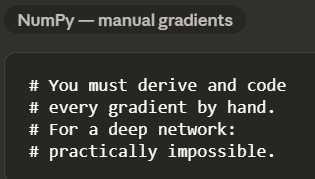 NumPy — manual gradients
# You must derive and code
# every gradient by hand.
# For a deep network:
# practically impossible.